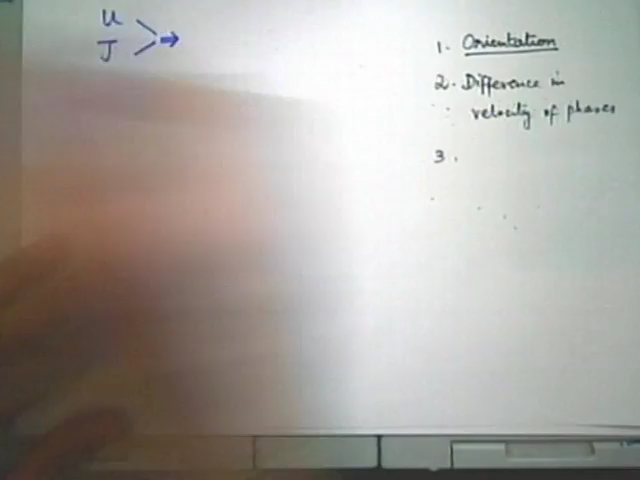 U
J
1. Orientation
2. Difference in
velocity of phases
3.